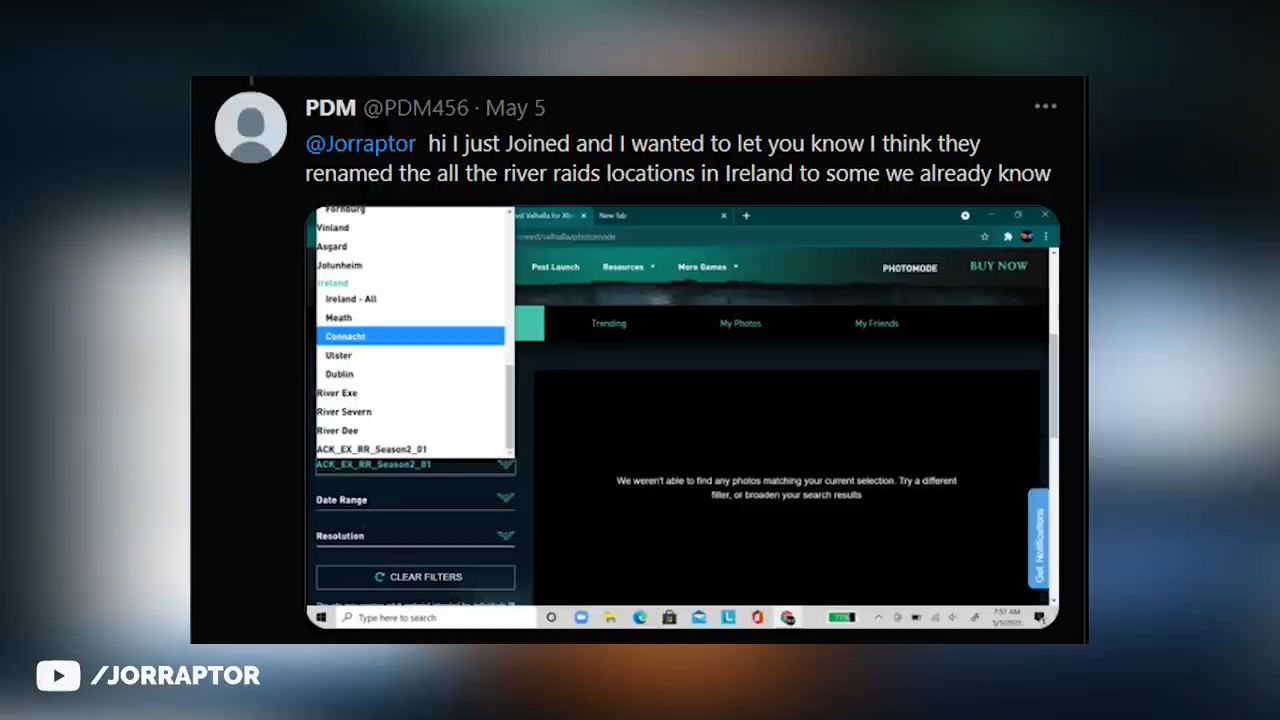 PDM @PDM456 · May 5
@Jorraptor hi I just Joined and I wanted to let you know I think they
renamed the all the river raids locations in Ireland to some we already know
Fornburg
Vinland
Asgard
Jotunheim
Ireland
Ireland - All
Meath
Connacht
Ulster
Dublin
River Exe
River Severn
River Dee
ACK_EX_RR_Season2_01
ACK_EX_RR_Season2_01
Date Range
Resolution
CLEAR FILTERS
New Tab
Post Launch
Resources
More Games
PHOTOMODE
BUY NOW
Trending
My Photos
My Friends
We weren't able to find any photos matching your current selection. Try a different
filter, or broaden your search results
Get Notifications
Type here to search
7:57 AM
/JORRAPTOR